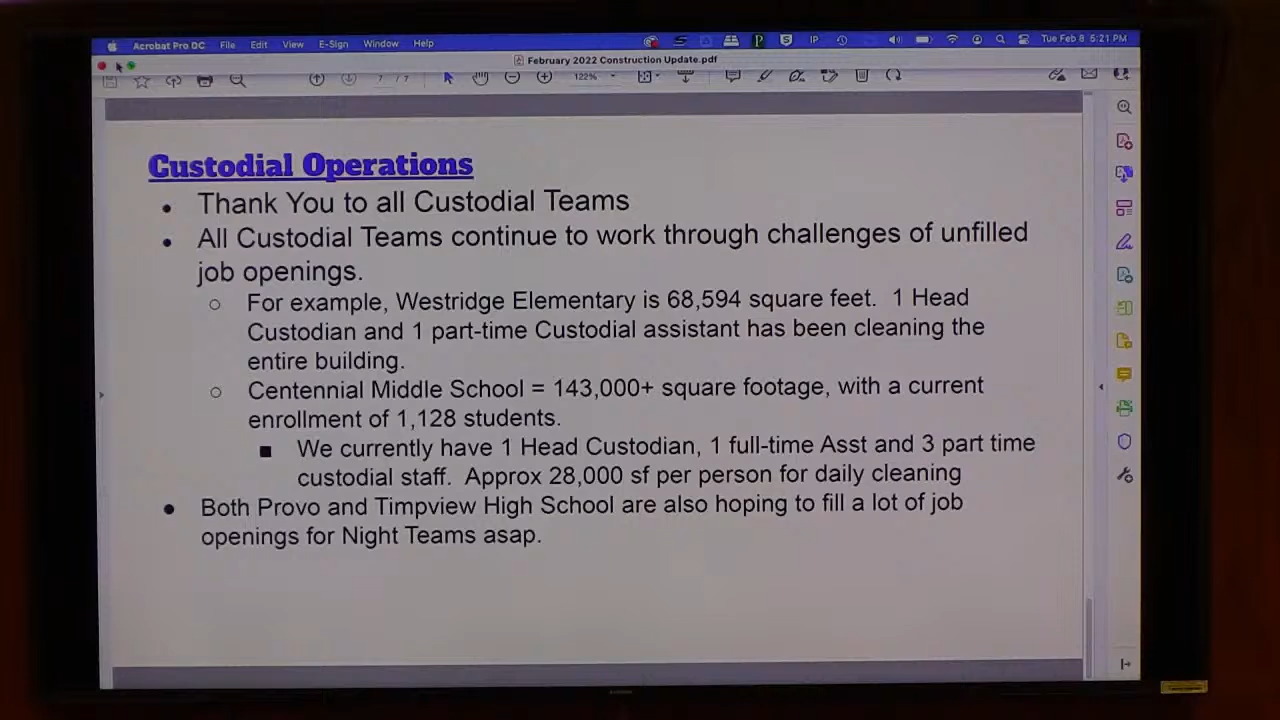 Acrobat Pro DC File Edit View E-Sign Window Help IP Tue Feb 8 5:21 PM
February 2022 Construction Update.pdf
7 / 7 122%
Custodial Operations
• Thank You to all Custodial Teams
• All Custodial Teams continue to work through challenges of unfilled
job openings.
○ For example, Westridge Elementary is 68,594 square feet. 1 Head
Custodian and 1 part-time Custodial assistant has been cleaning the
entire building.
○ Centennial Middle School = 143,000+ square footage, with a current
enrollment of 1,128 students.
■ We currently have 1 Head Custodian, 1 full-time Asst and 3 part time
custodial staff. Approx 28,000 sf per person for daily cleaning
• Both Provo and Timpview High School are also hoping to fill a lot of job
openings for Night Teams asap.